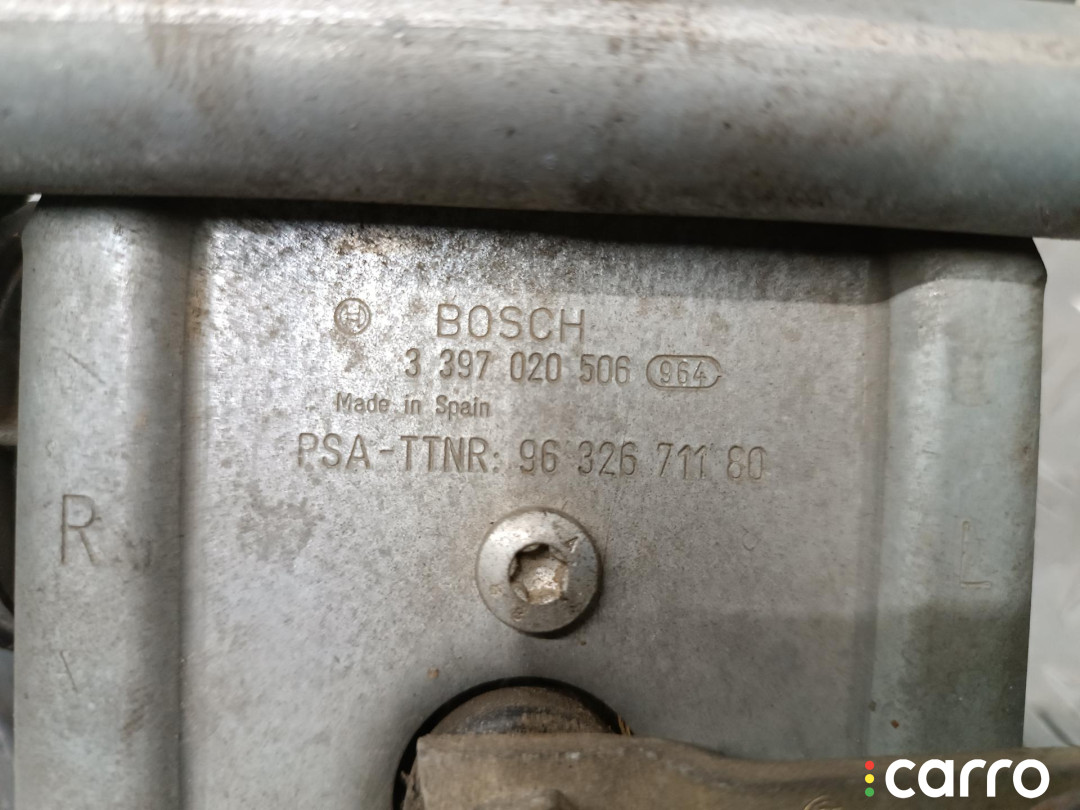 BOSCH
3 397 020 506 964
Made in Spain
PSA-TTNR: 96 326 711 80
R
L
carro